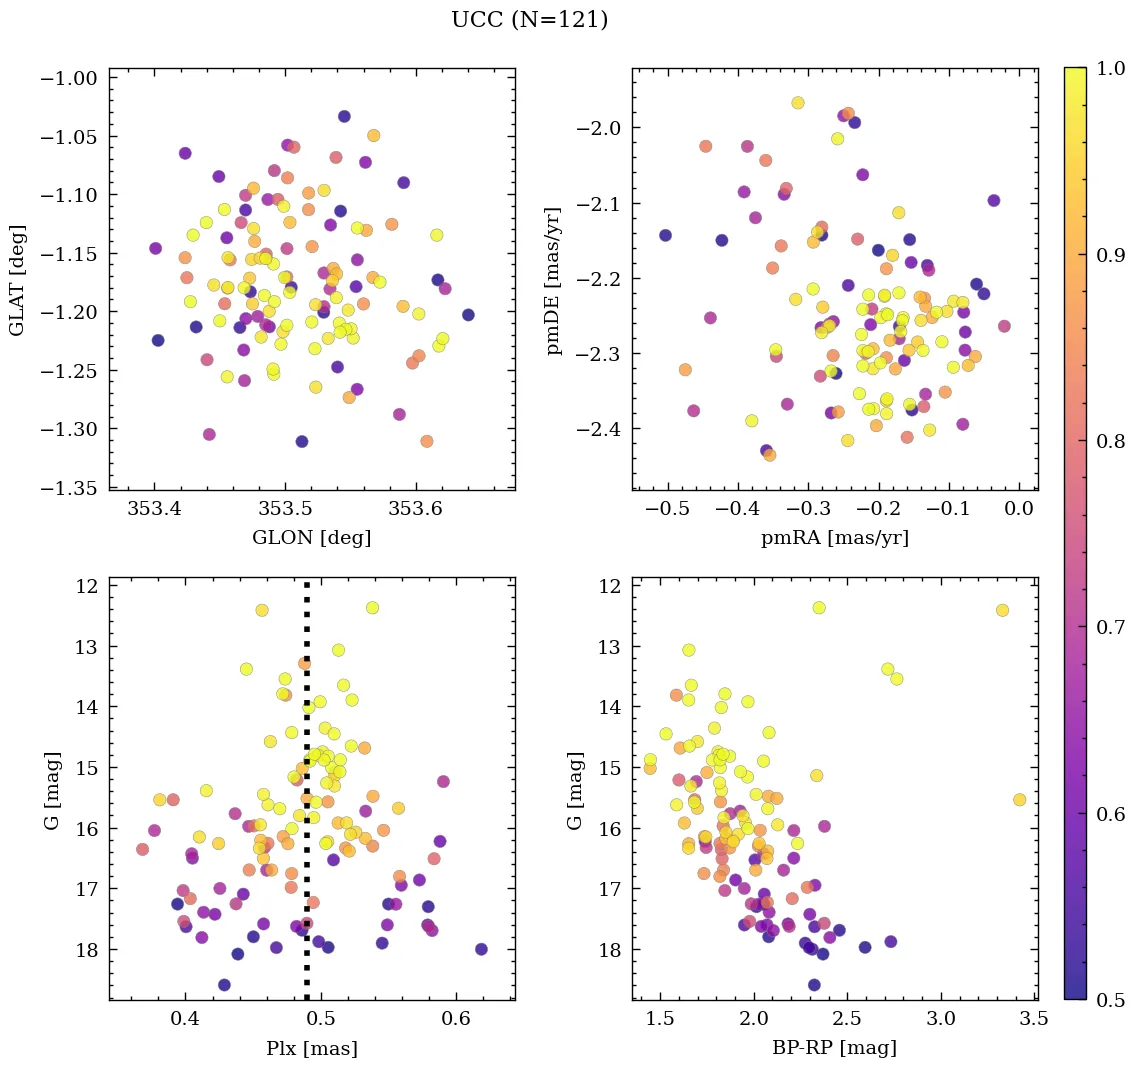 UCC (N=121)
−1.00
−1.05
−1.10
−1.15
−1.20
−1.25
−1.30
−1.35
GLAT [deg]
353.4 353.5 353.6
GLON [deg]
−2.0
−2.1
−2.2
−2.3
−2.4
pmDE [mas/yr]
−0.5 −0.4 −0.3 −0.2 −0.1 0.0
pmRA [mas/yr]
12
13
14
15
16
17
18
G [mag]
0.4 0.5 0.6
Plx [mas]
12
13
14
15
16
17
18
G [mag]
1.5 2.0 2.5 3.0 3.5
BP-RP [mag]
1.0
0.9
0.8
0.7
0.6
0.5